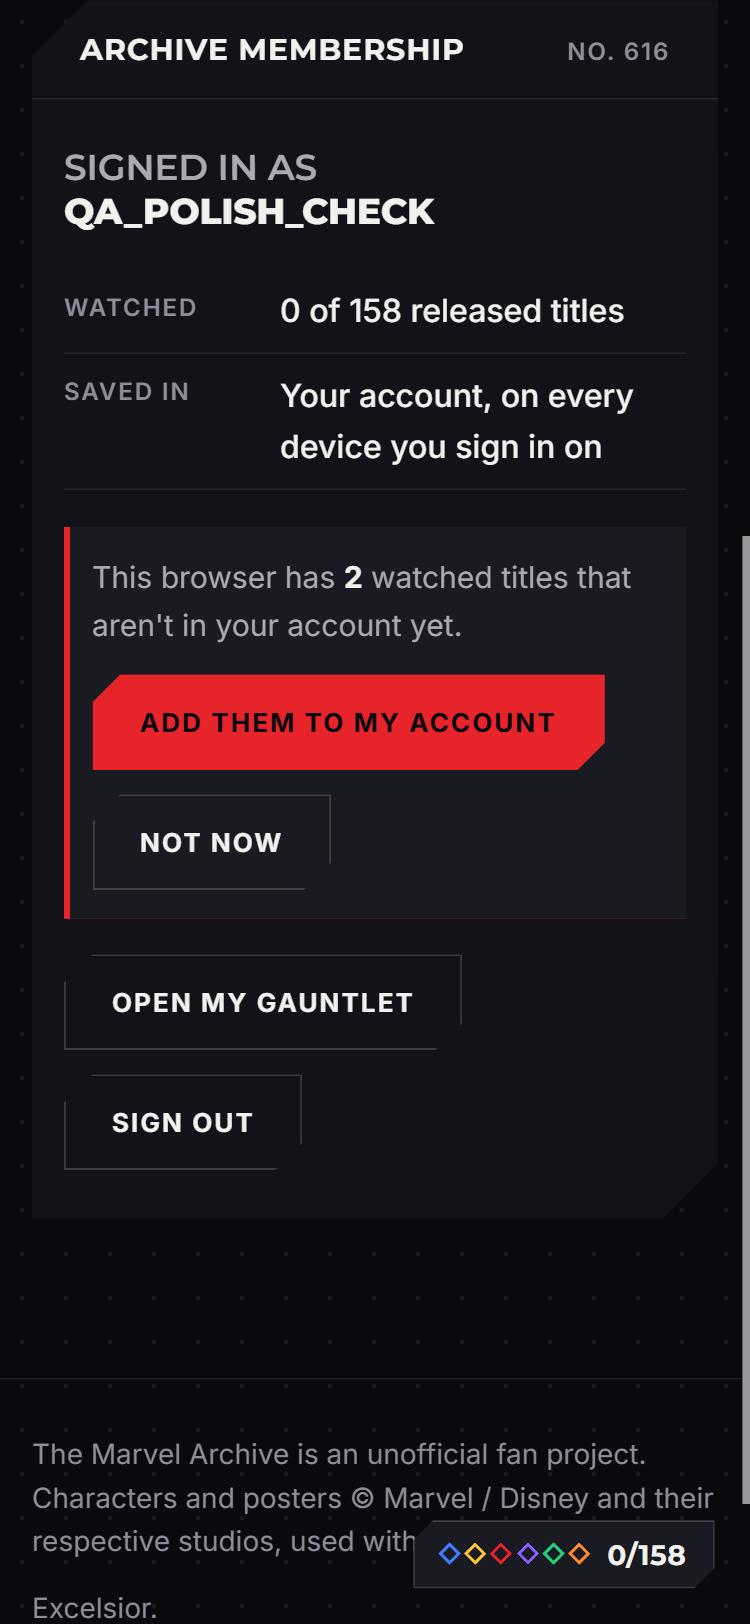 ARCHIVE MEMBERSHIP NO. 616
SIGNED IN AS
QA_POLISH_CHECK
WATCHED 0 of 158 released titles
SAVED IN Your account, on every
device you sign in on
This browser has 2 watched titles that
aren't in your account yet.
ADD THEM TO MY ACCOUNT
NOT NOW
OPEN MY GAUNTLET
SIGN OUT
The Marvel Archive is an unofficial fan project.
Characters and posters © Marvel / Disney and their
respective studios, used with
0/158
Excelsior.